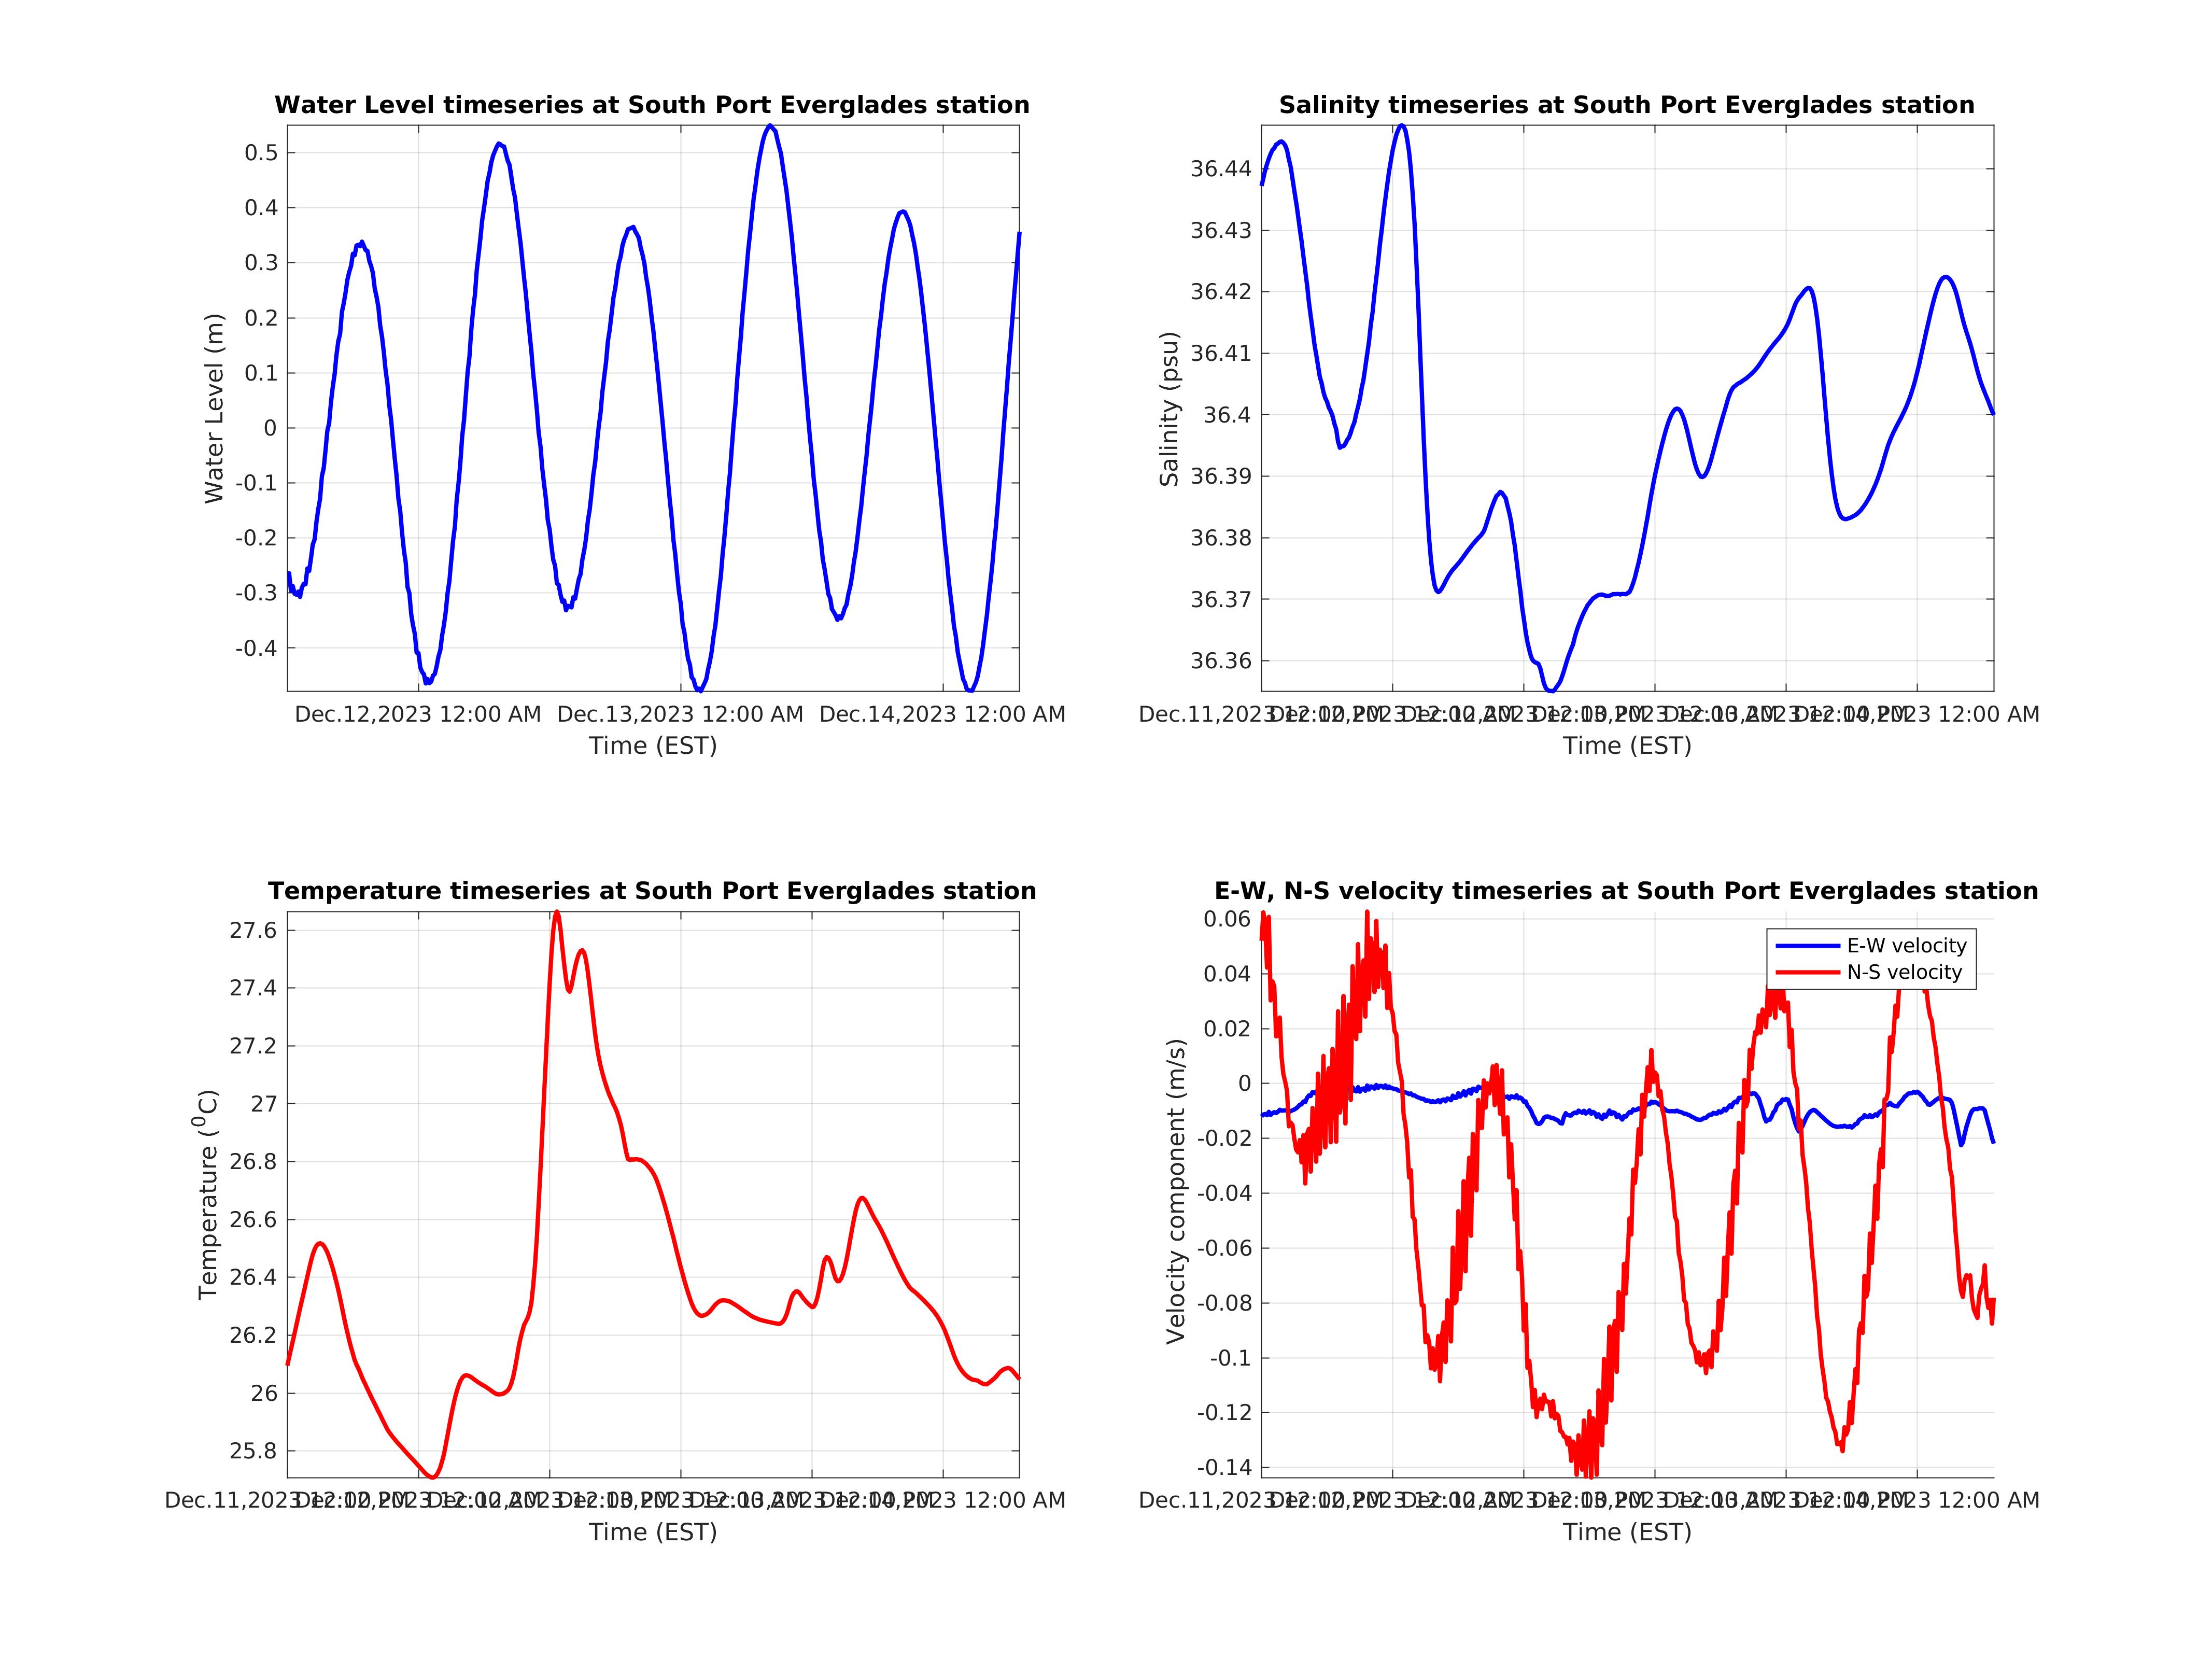 Water Level timeseries at South Port Everglades station
0.5
0.4
0.3
0.2
0.1
0
-0.1
-0.2
-0.3
-0.4
Water Level (m)
Dec.12,2023 12:00 AM Dec.13,2023 12:00 AM Dec.14,2023 12:00 AM
Time (EST)
Salinity timeseries at South Port Everglades station
36.44
36.43
36.42
36.41
36.4
36.39
36.38
36.37
36.36
Salinity (psu)
Time (EST)
Temperature timeseries at South Port Everglades station
27.6
27.4
27.2
27
26.8
26.6
26.4
26.2
26
25.8
Temperature (⁰C)
Time (EST)
E-W, N-S velocity timeseries at South Port Everglades station
0.06
0.04
0.02
0
-0.02
-0.04
-0.06
-0.08
-0.1
-0.12
-0.14
Velocity component (m/s)
E-W velocity
N-S velocity
Time (EST)